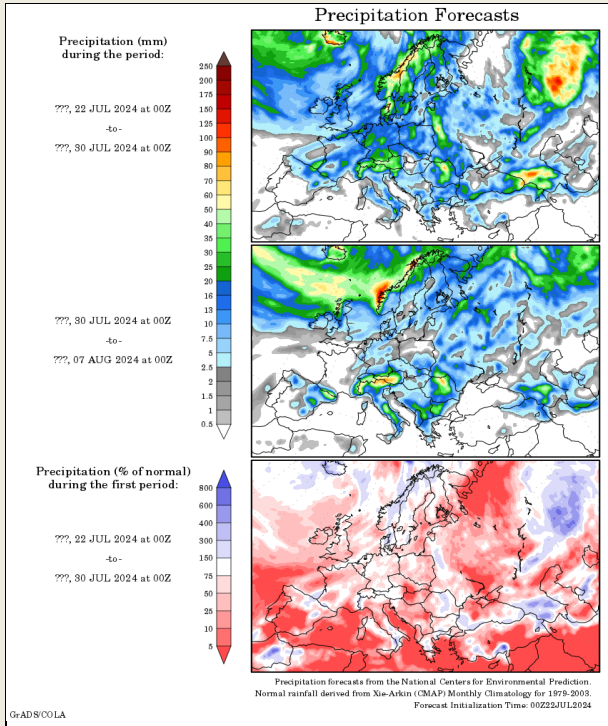 Precipitation Forecasts
Precipitation (mm)
during the period:
???, 22 JUL 2024 at 00Z
-to-
???, 30 JUL 2024 at 00Z
250
200
175
150
125
100
90
80
70
60
50
40
35
30
25
20
16
13
10
7.5
5
2.5
2
1.5
1
0.5
???, 30 JUL 2024 at 00Z
-to-
???, 07 AUG 2024 at 00Z
Precipitation (% of normal)
during the first period:
???, 22 JUL 2024 at 00Z
-to-
???, 30 JUL 2024 at 00Z
800
600
400
300
150
75
50
25
10
5
Precipitation forecasts from the National Centers for Environmental Prediction.
Normal rainfall derived from Xie-Arkin (CMAP) Monthly Climatology for 1979-2003.
Forecast Initialization Time: 00Z22JUL2024
GrADS/COLA